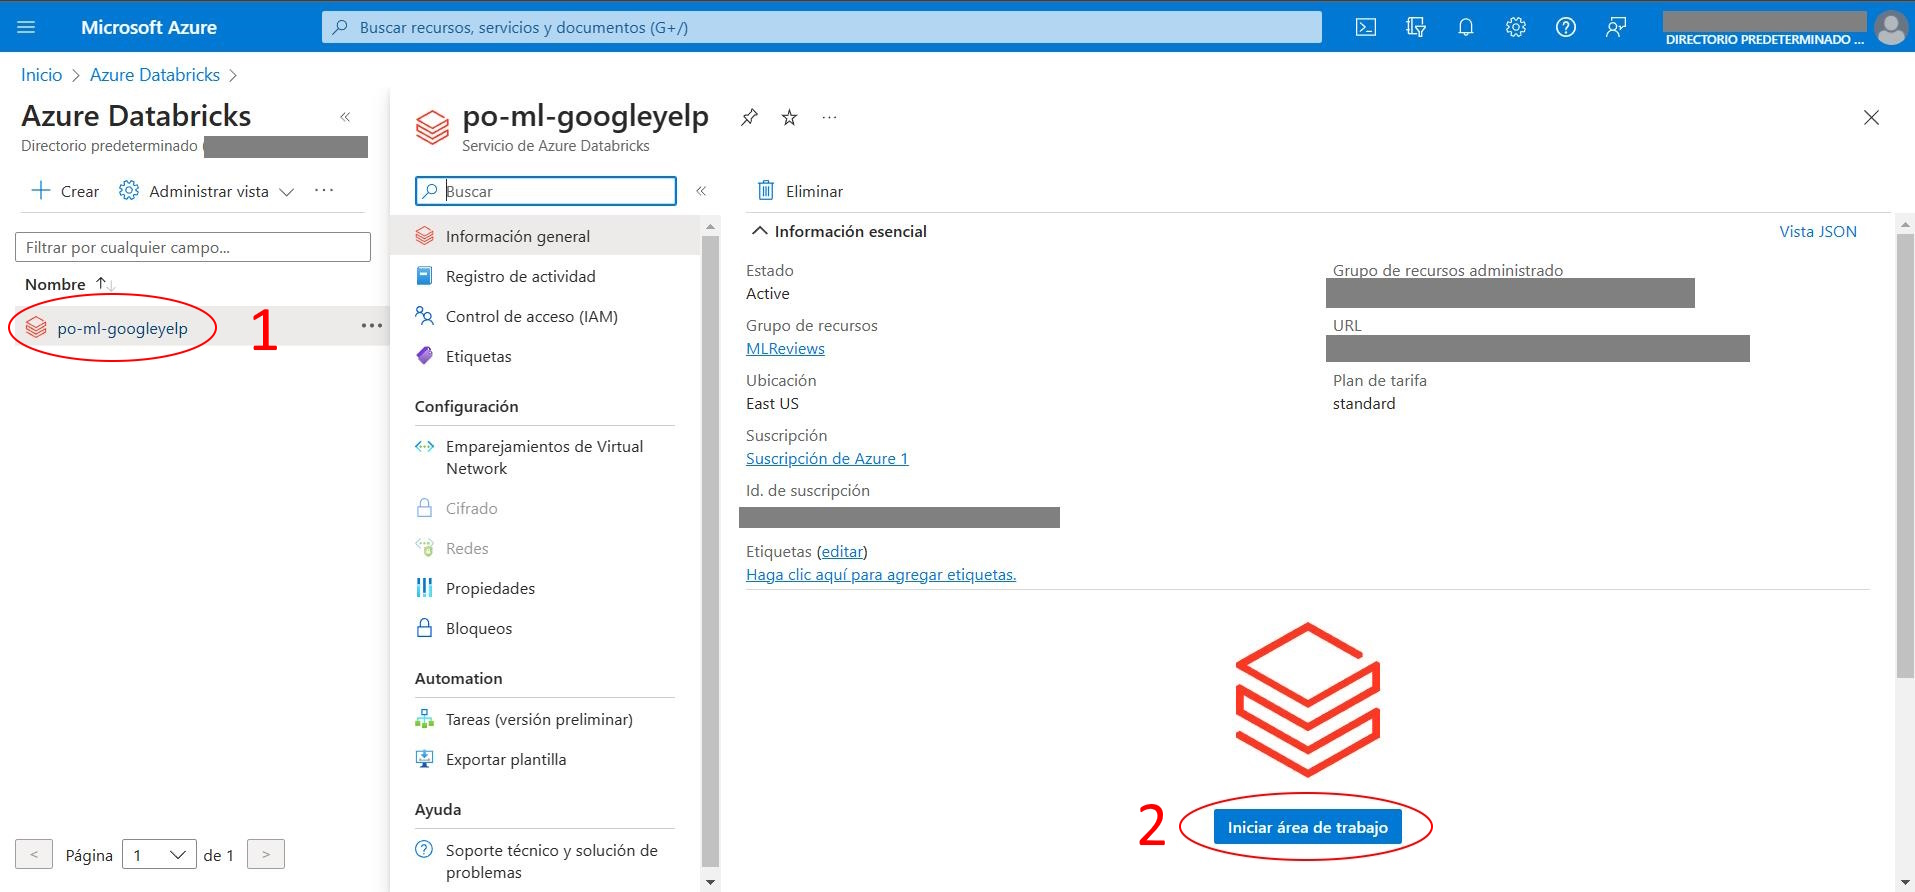 Microsoft Azure
Buscar recursos, servicios y documentos (G+/)
DIRECTORIO PREDETERMINADO ...
Inicio > Azure Databricks >
Azure Databricks
«
Directorio predeterminado (
+ Crear
Administrar vista
...
Filtrar por cualquier campo...
Nombre ↑↓
po-ml-googleyelp
...
1
< Página 1 de 1 >
po-ml-googleyelp
...
Servicio de Azure Databricks
Buscar
«
Información general
Registro de actividad
Control de acceso (IAM)
Etiquetas
Configuración
Emparejamientos de Virtual
Network
Cifrado
Redes
Propiedades
Bloqueos
Automation
Tareas (versión preliminar)
Exportar plantilla
Ayuda
Soporte técnico y solución de
problemas
Eliminar
Información esencial
Vista JSON
Estado
Active
Grupo de recursos
MLReviews
Ubicación
East US
Suscripción
Suscripción de Azure 1
Id. de suscripción
Etiquetas (editar)
Haga clic aquí para agregar etiquetas.
Grupo de recursos administrado
URL
Plan de tarifa
standard
2
Iniciar área de trabajo